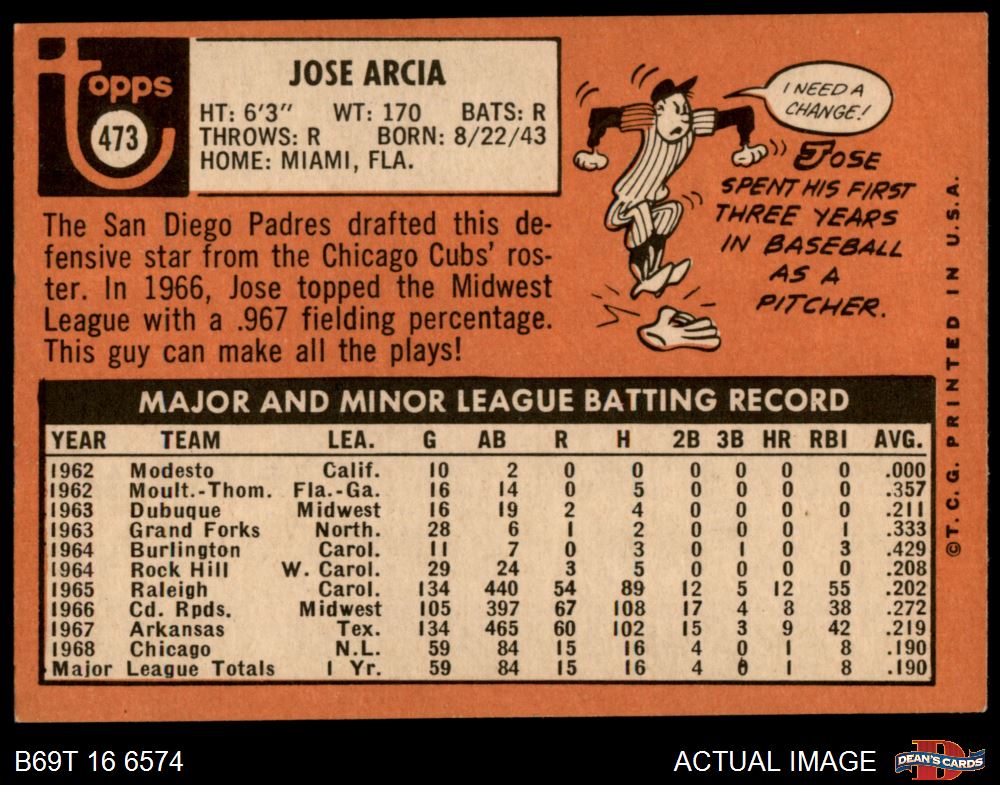 Topps
473
JOSE ARCIA
HT: 6'3" WT: 170 BATS: R
THROWS: R BORN: 8/22/43
HOME: MIAMI, FLA.
The San Diego Padres drafted this de-
fensive star from the Chicago Cubs' ros-
ter. In 1966, Jose topped the Midwest
League with a .967 fielding percentage.
This guy can make all the plays!
I NEED A
CHANGE!
JOSE
SPENT HIS FIRST
THREE YEARS
IN BASEBALL
AS A
PITCHER.
MAJOR AND MINOR LEAGUE BATTING RECORD
YEAR TEAM LEA. G AB R H 2B 3B HR RBI AVG.
1962 Modesto Calif. 10 2 0 0 0 0 0 0 .000
1962 Moult.-Thom. Fla.-Ga. 16 14 0 5 0 0 0 0 .357
1963 Dubuque Midwest 16 19 2 4 0 0 0 0 .211
1963 Grand Forks North. 28 6 1 2 0 0 0 1 .333
1964 Burlington Carol. 11 7 0 3 0 1 0 3 .429
1964 Rock Hill W. Carol. 29 24 3 5 0 0 0 0 .208
1965 Raleigh Carol. 134 440 54 89 12 5 12 55 .202
1966 Cd. Rpds. Midwest 105 397 67 108 17 4 8 38 .272
1967 Arkansas Tex. 134 465 60 102 15 3 9 42 .219
1968 Chicago N.L. 59 84 15 16 4 0 1 8 .190
Major League Totals 1 Yr. 59 84 15 16 4 0 1 8 .190
©T.C.G. PRINTED IN U.S.A.
B69T 16 6574
ACTUAL IMAGE
DEAN'S CARDS